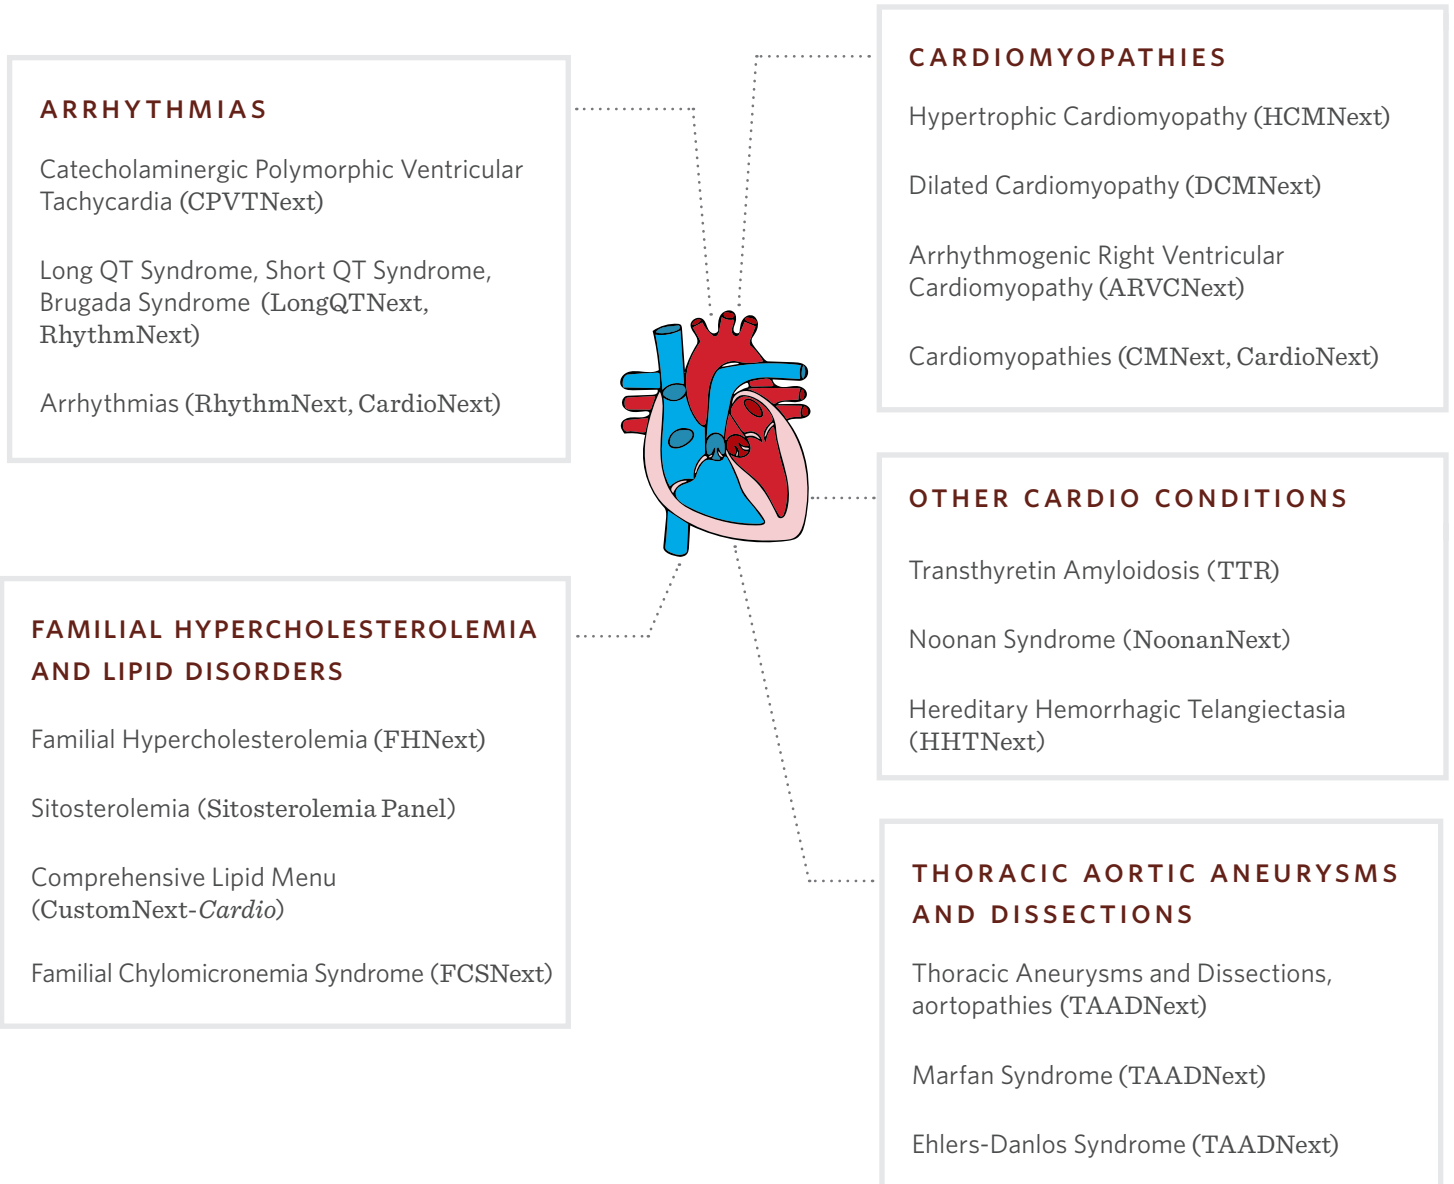 ARRHYTHMIAS
Catecholaminergic Polymorphic Ventricular
Tachycardia (CPVTNext)
Long QT Syndrome, Short QT Syndrome,
Brugada Syndrome (LongQTNext,
RhythmNext)
Arrhythmias (RhythmNext, CardioNext)
CARDIOMYOPATHIES
Hypertrophic Cardiomyopathy (HCMNext)
Dilated Cardiomyopathy (DCMNext)
Arrhythmogenic Right Ventricular
Cardiomyopathy (ARVCNext)
Cardiomyopathies (CMNext, CardioNext)
FAMILIAL HYPERCHOLESTEROLEMIA
AND LIPID DISORDERS
Familial Hypercholesterolemia (FHNext)
Sitosterolemia (Sitosterolemia Panel)
Comprehensive Lipid Menu
(CustomNext-Cardio)
Familial Chylomicronemia Syndrome (FCSNext)
OTHER CARDIO CONDITIONS
Transthyretin Amyloidosis (TTR)
Noonan Syndrome (NoonanNext)
Hereditary Hemorrhagic Telangiectasia
(HHTNext)
THORACIC AORTIC ANEURYSMS
AND DISSECTIONS
Thoracic Aneurysms and Dissections,
aortopathies (TAADNext)
Marfan Syndrome (TAADNext)
Ehlers-Danlos Syndrome (TAADNext)